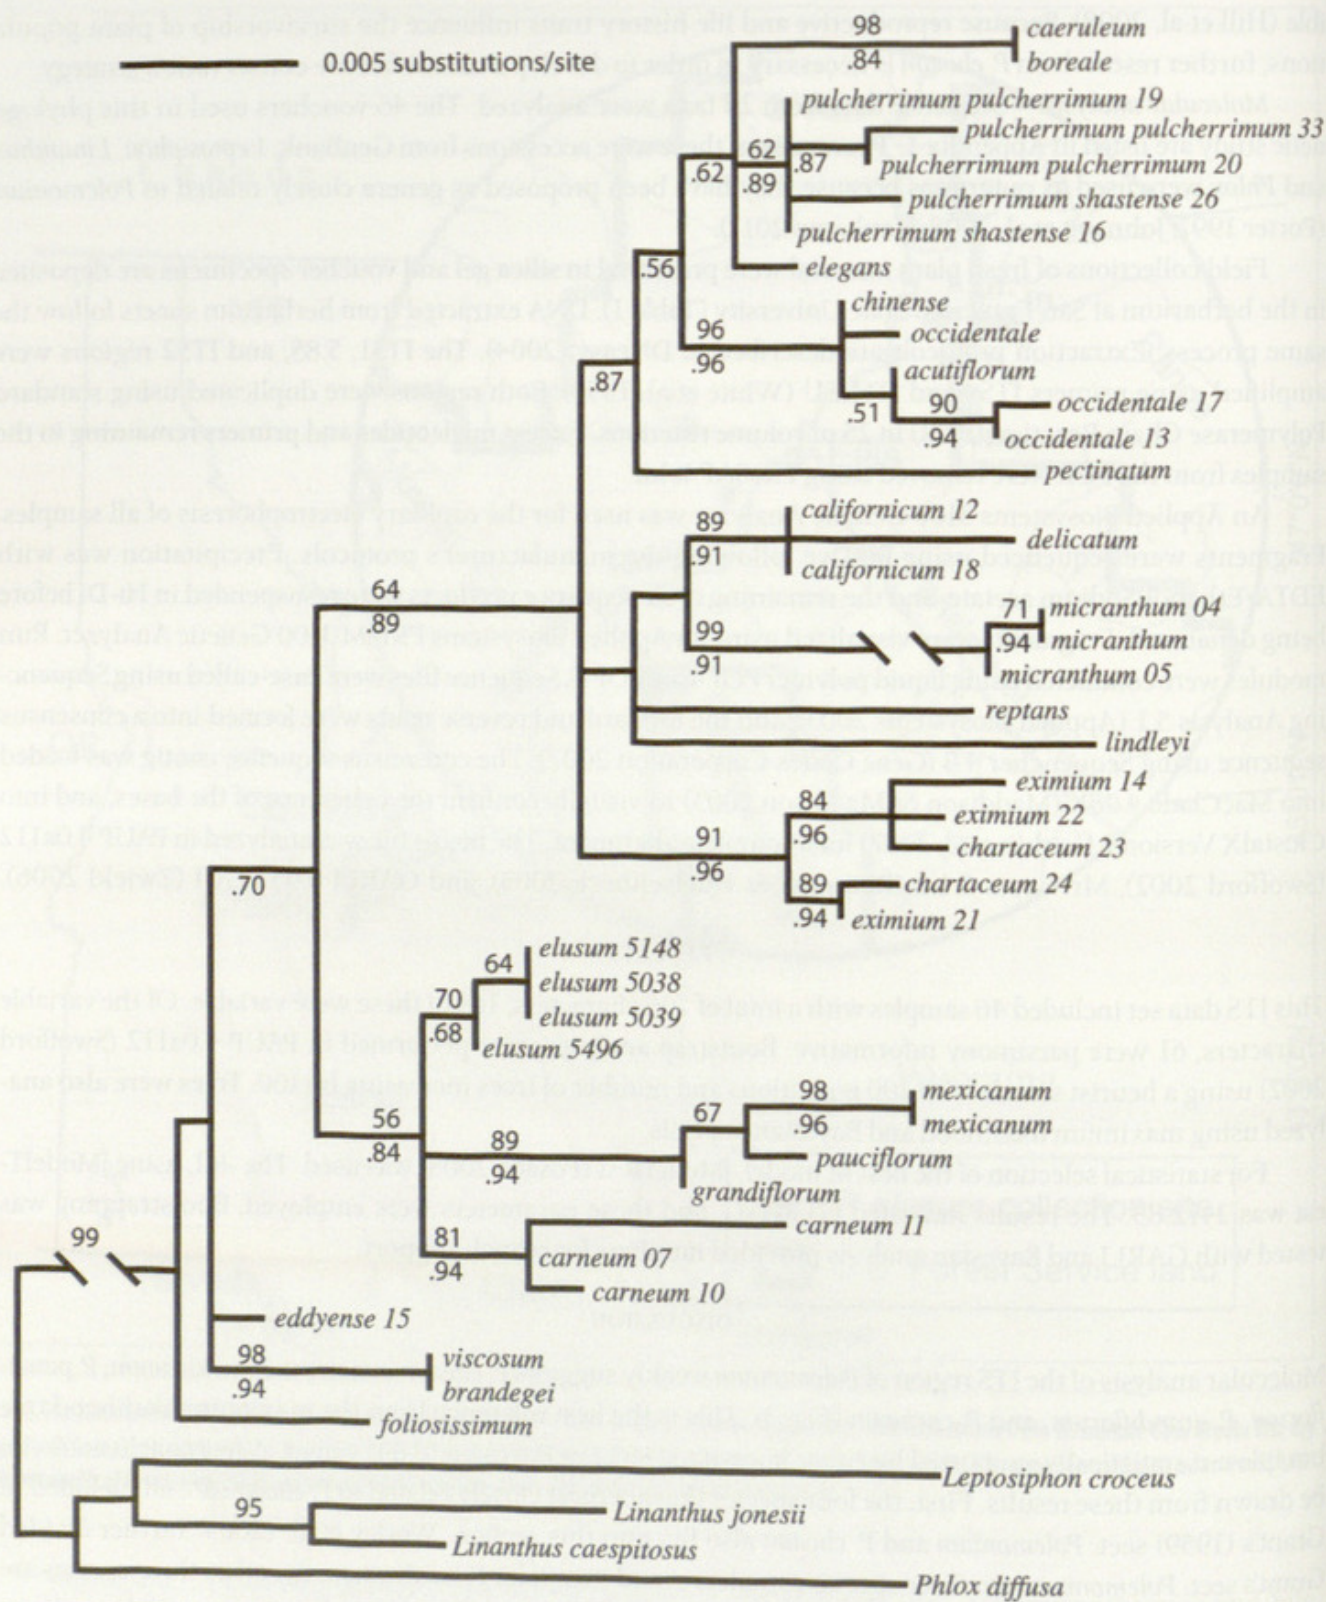 0.005 substitutions/site
98
caeruleum
84
boreale
pulcherrimum pulcherrimum 19
pulcherrimum pulcherrimum 33
62
.62
.89
.87
pulcherrimum pulcherrimum 20
pulcherrimum shastense 26
pulcherrimum shastense 16
.56
elegans
chinense
96
.96
occidentale
acutiflorum
.87
.51
90
.94
occidentale 17
occidentale 13
pectinatum
californicum 12
89
.91
delicatum
californicum 18
64
.89
71
.94
micranthum 04
micranthum
99
.91
micranthum 05
reptans
lindleyi
eximium 14
84
96
eximium 22
91
.96
chartaceum 23
89
.94
chartaceum 24
eximium 21
.70
elusum 5148
64
elusum 5038
70
.68
elusum 5039
elusum 5496
98
.96
mexicanum
mexicanum
67
56
.84
89
.94
pauciflorum
grandiflorum
carneum 11
81
.94
carneum 07
carneum 10
99
eddyense 15
98
.94
viscosum
brandegei
foliosissimum
Leptosiphon croceus
95
Linanthus jonesii
Linanthus caespitosus
Phlox diffusa